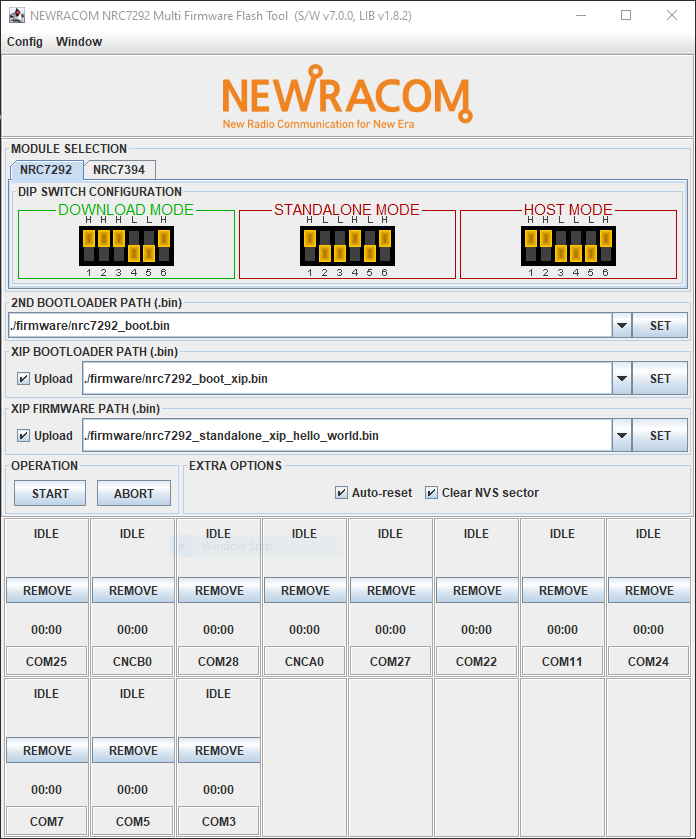 NEWRACOM NRC7292 Multi Firmware Flash Tool (S/W v7.0.0, LIB v1.8.2)
Config Window
NEWRACOM
New Radio Communication for New Era
MODULE SELECTION
NRC7292 NRC7394
DIP SWITCH CONFIGURATION
DOWNLOAD MODE STANDALONE MODE HOST MODE
H H H L L H H L L H L H H H L L L H
1 2 3 4 5 6 1 2 3 4 5 6 1 2 3 4 5 6
2ND BOOTLOADER PATH (.bin)
./firmware/nrc7292_boot.bin SET
XIP BOOTLOADER PATH (.bin)
Upload ./firmware/nrc7292_boot_xip.bin SET
XIP FIRMWARE PATH (.bin)
Upload ./firmware/nrc7292_standalone_xip_hello_world.bin SET
OPERATION EXTRA OPTIONS
START ABORT Auto-reset Clear NVS sector
IDLE IDLE IDLE IDLE IDLE IDLE IDLE IDLE
Window Snip
REMOVE REMOVE REMOVE REMOVE REMOVE REMOVE REMOVE REMOVE
00:00 00:00 00:00 00:00 00:00 00:00 00:00 00:00
COM25 CNCB0 COM28 CNCA0 COM27 COM22 COM11 COM24
IDLE IDLE IDLE
REMOVE REMOVE REMOVE
00:00 00:00 00:00
COM7 COM5 COM3